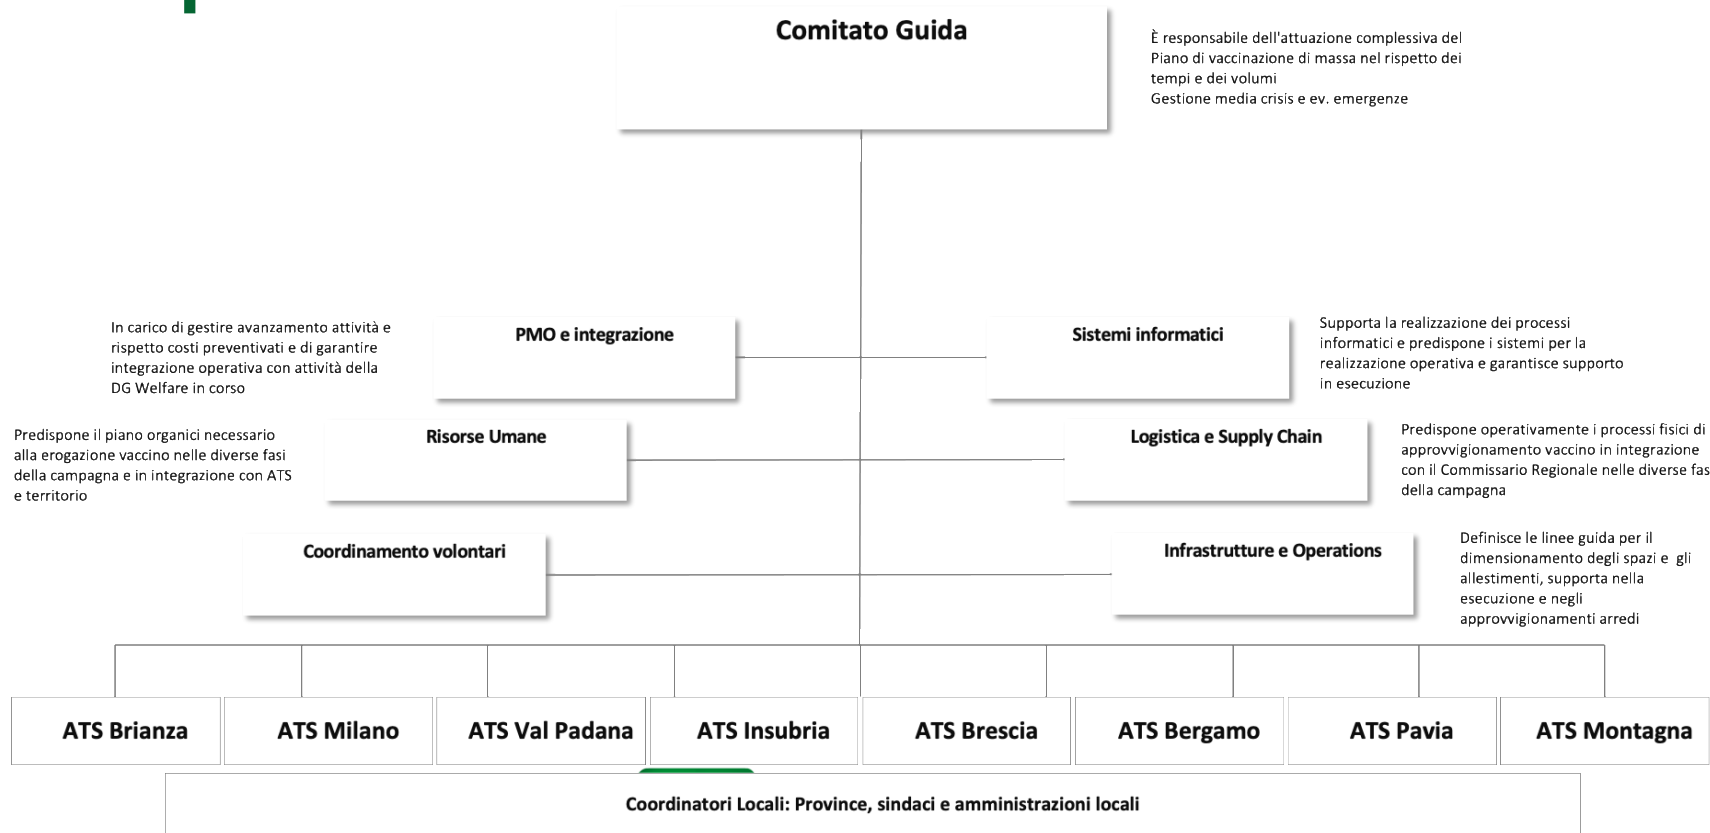 Comitato Guida
È responsabile dell'attuazione complessiva del
Piano di vaccinazione di massa nel rispetto dei
tempi e dei volumi
Gestione media crisis e ev. emergenze
In carico di gestire avanzamento attività e
rispetto costi preventivati e di garantire
integrazione operativa con attività della
DG Welfare in corso
PMO e integrazione
Sistemi informatici
Supporta la realizzazione dei processi
informatici e predispone i sistemi per la
realizzazione operativa e garantisce supporto
in esecuzione
Predispone il piano organici necessario
alla erogazione vaccino nelle diverse fasi
della campagna e in integrazione con ATS
e territorio
Risorse Umane
Logistica e Supply Chain
Predispone operativamente i processi fisici di
approvvigionamento vaccino in integrazione
con il Commissario Regionale nelle diverse fas
della campagna
Coordinamento volontari
Infrastrutture e Operations
Definisce le linee guida per il
dimensionamento degli spazi e gli
allestimenti, supporta nella
esecuzione e negli
approvvigionamenti arredi
ATS Brianza
ATS Milano
ATS Val Padana
ATS Insubria
ATS Brescia
ATS Bergamo
ATS Pavia
ATS Montagna
Coordinatori Locali: Province, sindaci e amministrazioni locali